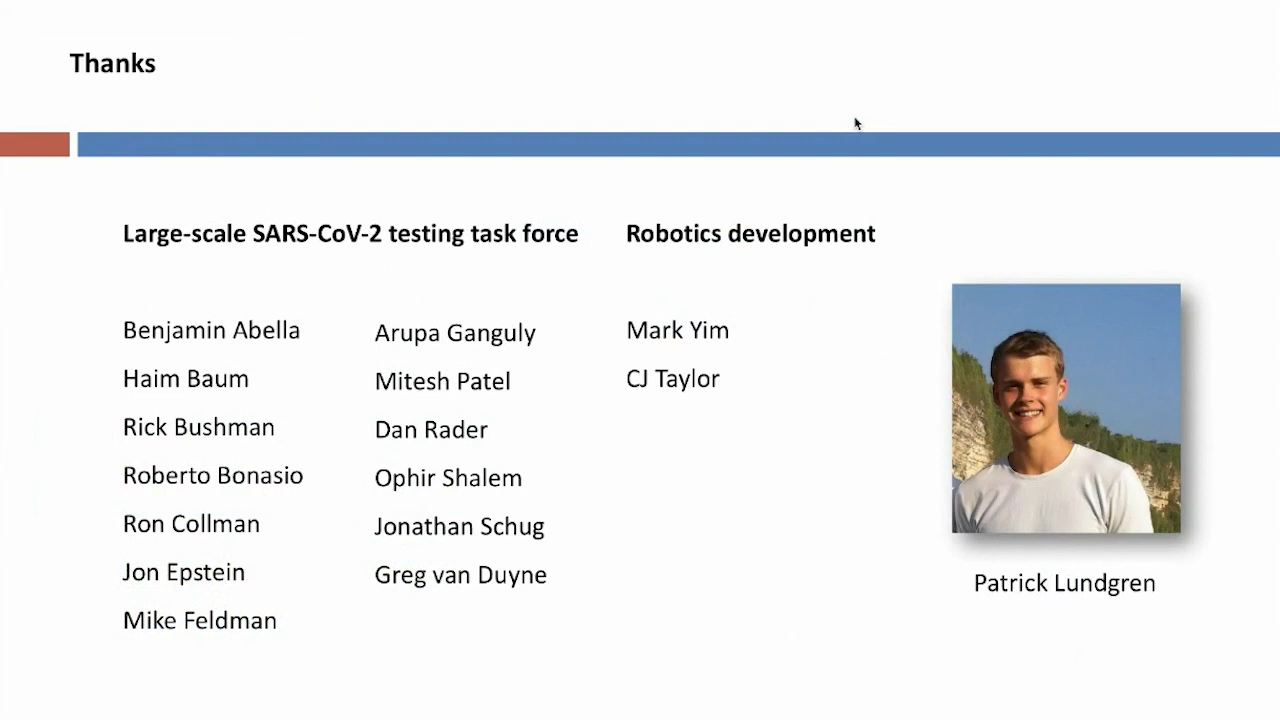 Thanks
Large-scale SARS-CoV-2 testing task force
Benjamin Abella
Haim Baum
Rick Bushman
Roberto Bonasio
Ron Collman
Jon Epstein
Mike Feldman
Arupa Ganguly
Mitesh Patel
Dan Rader
Ophir Shalem
Jonathan Schug
Greg van Duyne
Robotics development
Mark Yim
CJ Taylor
Patrick Lundgren